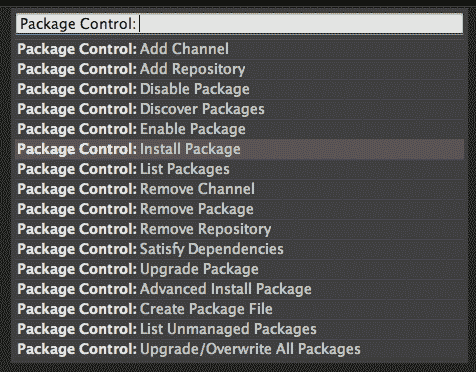 Package Control:
Package Control: Add Channel
Package Control: Add Repository
Package Control: Disable Package
Package Control: Discover Packages
Package Control: Enable Package
Package Control: Install Package
Package Control: List Packages
Package Control: Remove Channel
Package Control: Remove Package
Package Control: Remove Repository
Package Control: Satisfy Dependencies
Package Control: Upgrade Package
Package Control: Advanced Install Package
Package Control: Create Package File
Package Control: List Unmanaged Packages
Package Control: Upgrade/Overwrite All Packages